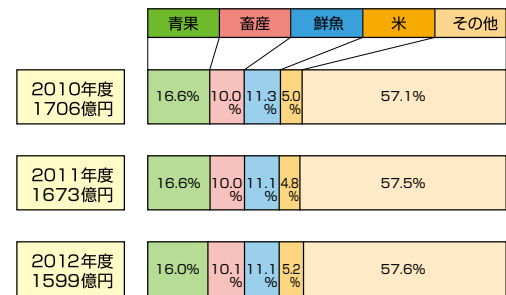 青果 畜産 鮮魚 米 その他
2010年度
1706億円
16.6% 10.0% 11.3% 5.0% 57.1%
2011年度
1673億円
16.6% 10.0% 11.1% 4.8% 57.5%
2012年度
1599億円
16.0% 10.1% 11.1% 5.2% 57.6%